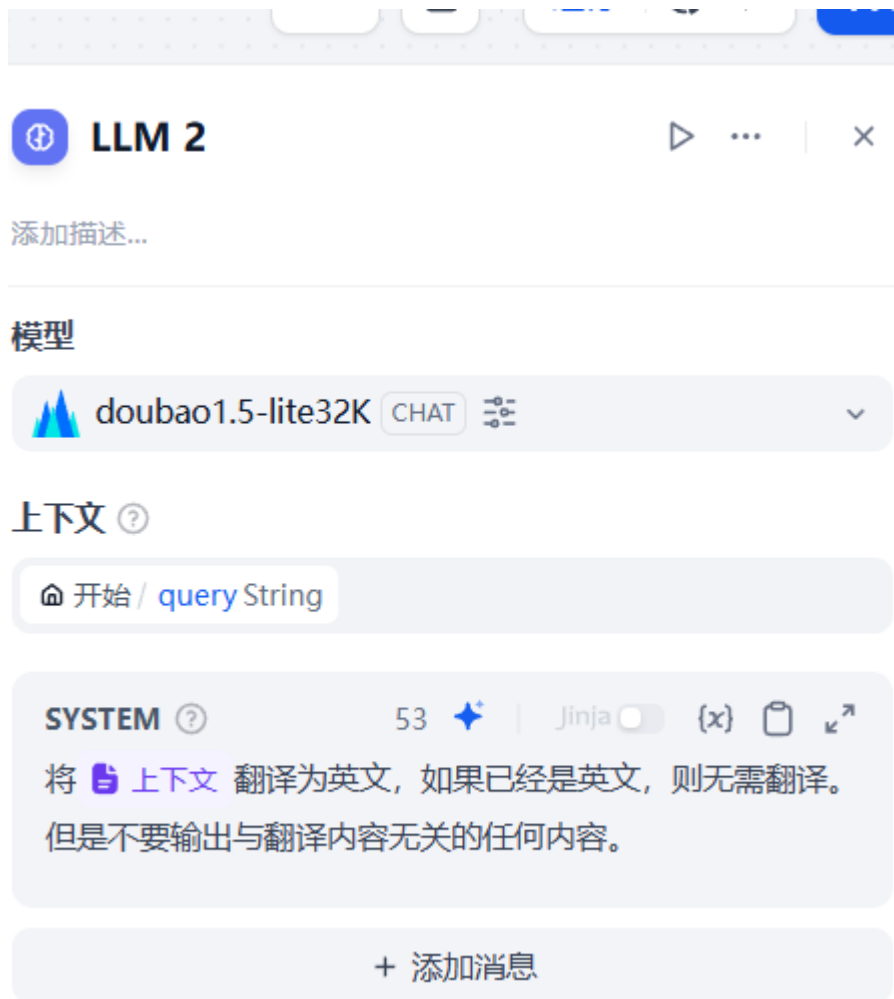 LLM 2
添加描述...
模型
doubao1.5-lite32K CHAT
上下文
开始 / query String
SYSTEM 53 Jinja {x}
将 上下文 翻译为英文，如果已经是英文，则无需翻译。
但是不要输出与翻译内容无关的任何内容。
+ 添加消息